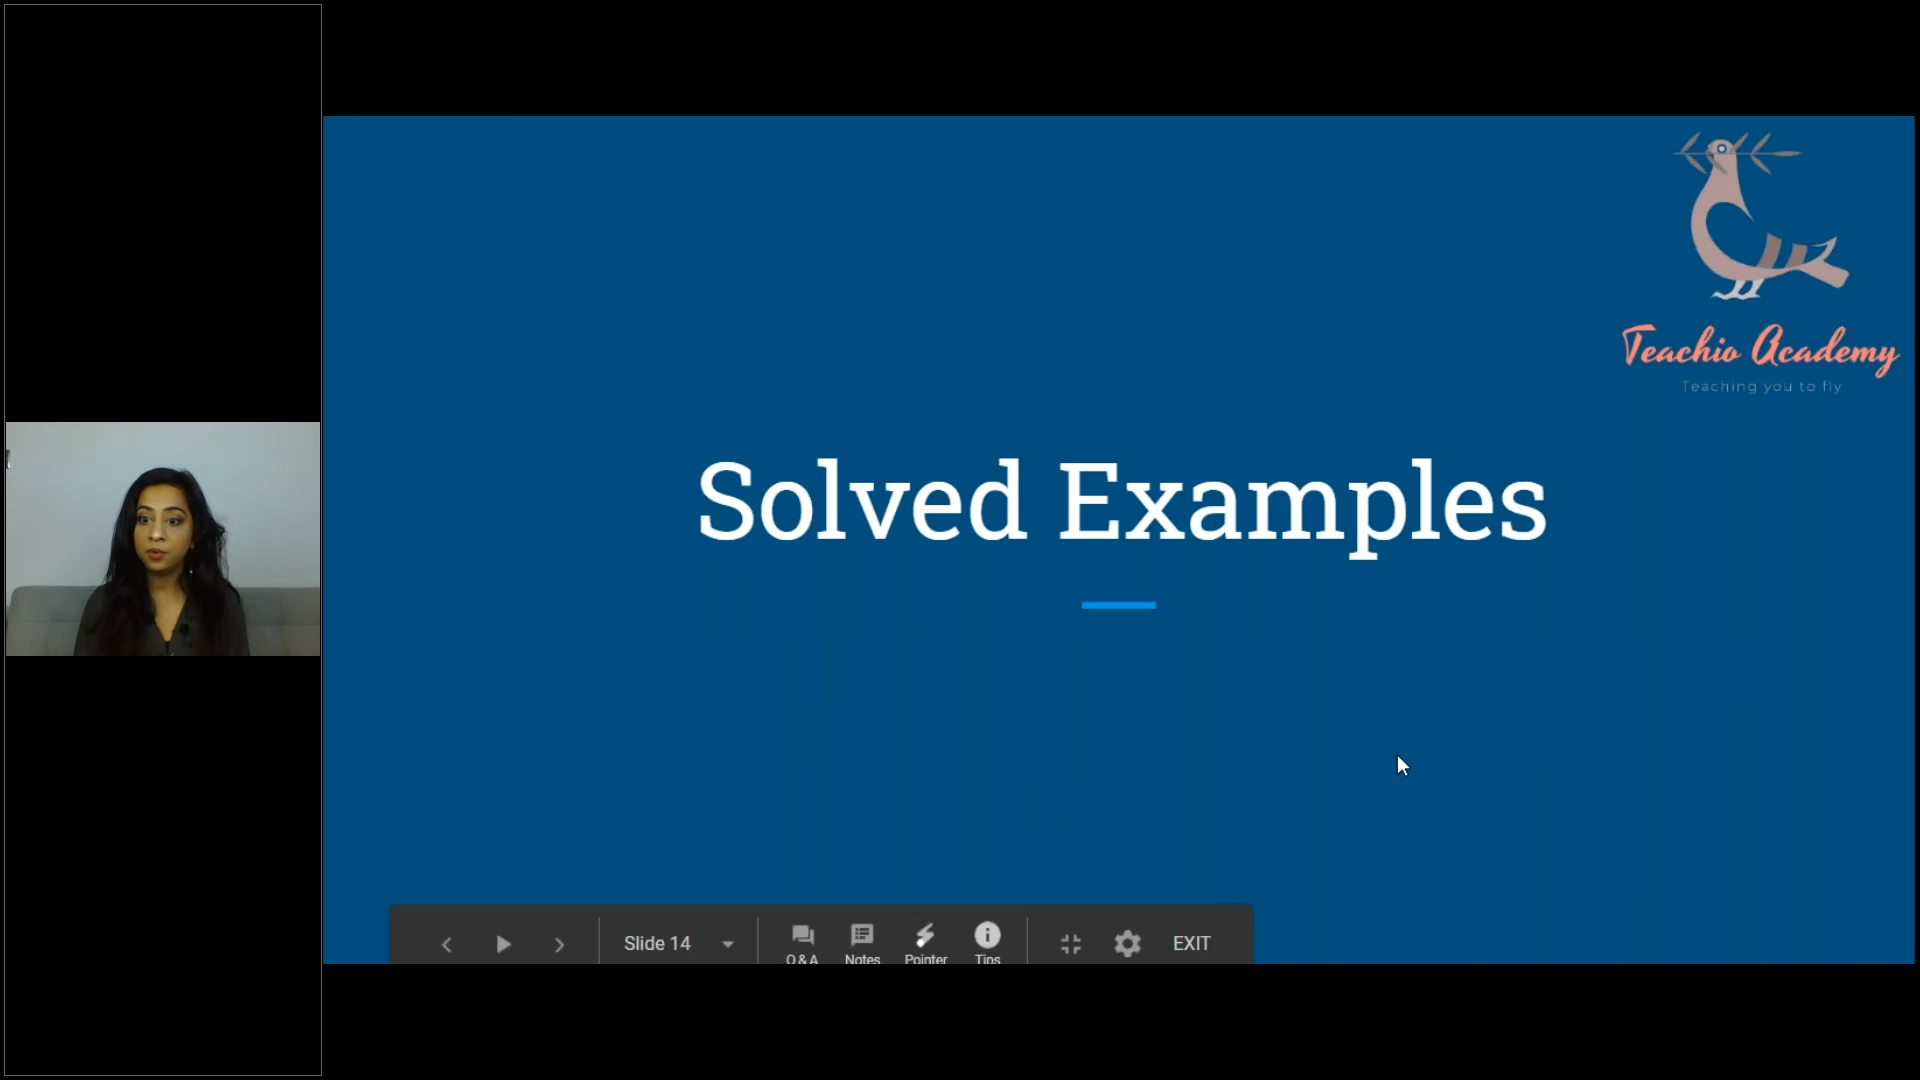 Teachio Academy
Teaching you to fly
Solved Examples
Slide 14
Q & A
Notes
Pointer
Tips
EXIT